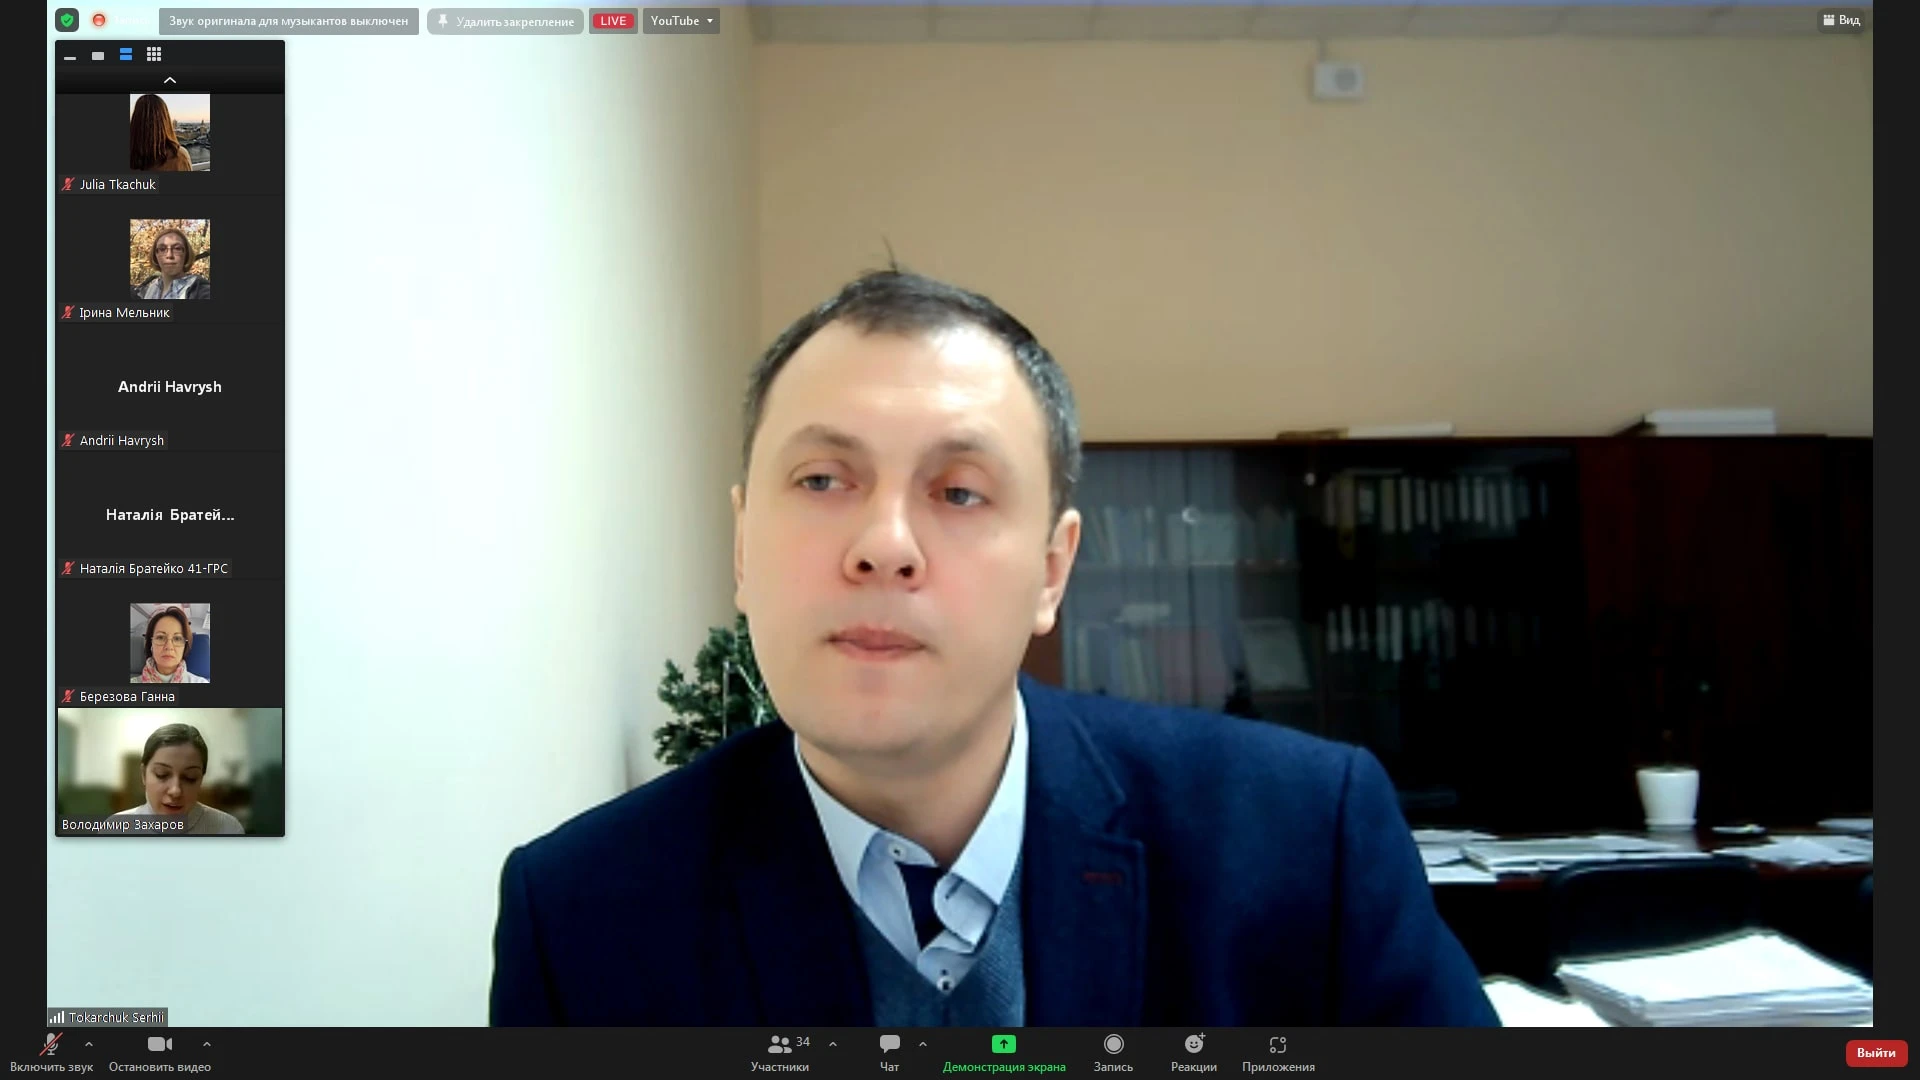 Звук оригинала для музыкантов выключен
Удалить закрепление
LIVE
YouTube
Вид
Julia Tkachuk
Ірина Мельник
Andrii Havrysh
Andrii Havrysh
Наталія Братей...
Наталія Братейко 41-ГРС
Березова Ганна
Володимир Захаров
Tokarchuk Serhii
Включить звук
Остановить видео
34
Участники
Чат
Демонстрация экрана
Запись
Реакции
Приложения
Выйти